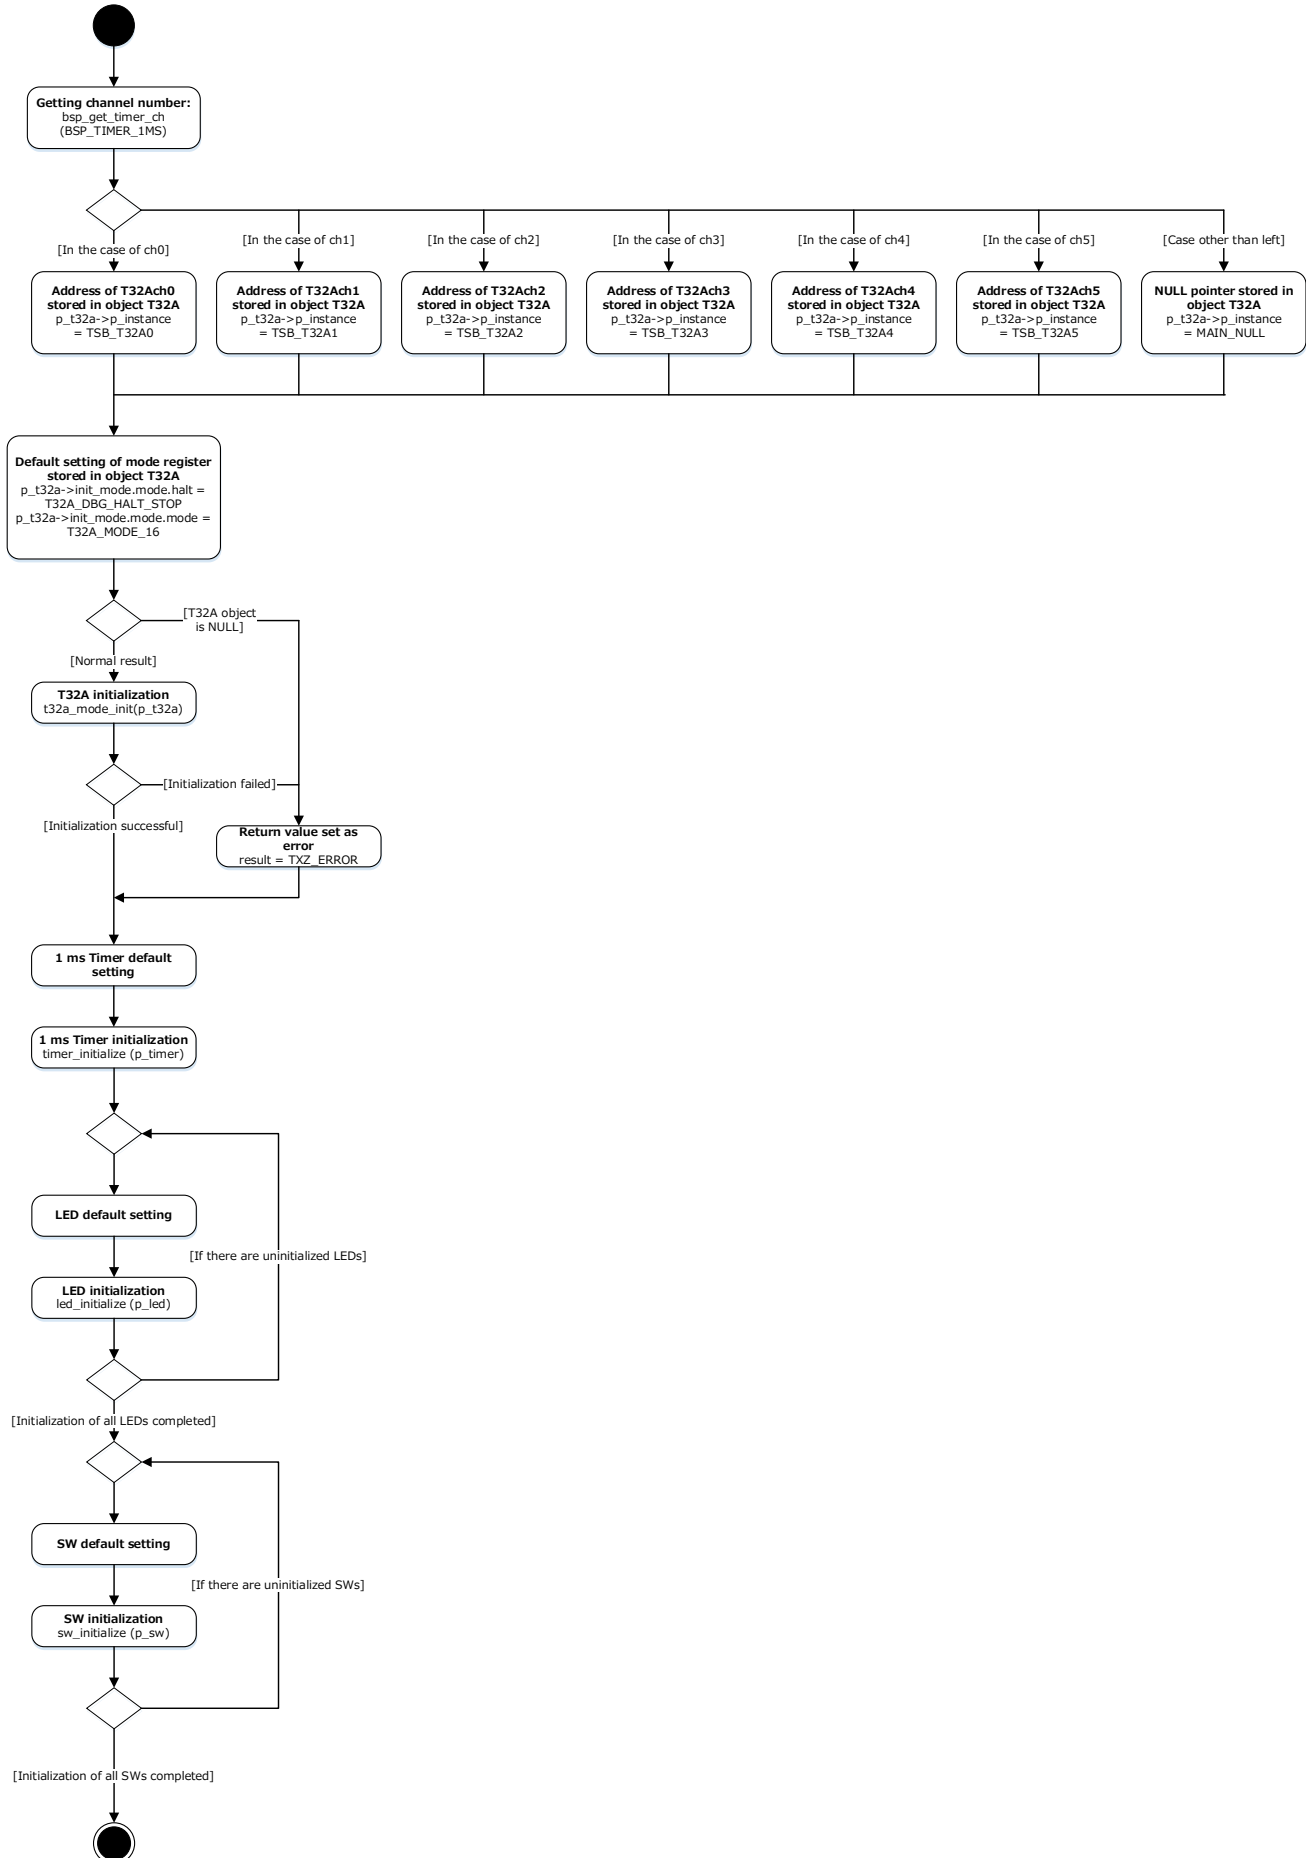 Getting channel number:
bsp_get_timer_ch
(BSP_TIMER_1MS)
[In the case of ch0]
[In the case of ch1]
[In the case of ch2]
[In the case of ch3]
[In the case of ch4]
[In the case of ch5]
[Case other than left]
Address of T32Ach0
stored in object T32A
p_t32a->p_instance
= TSB_T32A0
Address of T32Ach1
stored in object T32A
p_t32a->p_instance
= TSB_T32A1
Address of T32Ach2
stored in object T32A
p_t32a->p_instance
= TSB_T32A2
Address of T32Ach3
stored in object T32A
p_t32a->p_instance
= TSB_T32A3
Address of T32Ach4
stored in object T32A
p_t32a->p_instance
= TSB_T32A4
Address of T32Ach5
stored in object T32A
p_t32a->p_instance
= TSB_T32A5
NULL pointer stored in
object T32A
p_t32a->p_instance
= MAIN_NULL
Default setting of mode register
stored in object T32A
p_t32a->init_mode.mode.halt =
T32A_DBG_HALT_STOP
p_t32a->init_mode.mode.mode =
T32A_MODE_16
[T32A object
is NULL]
[Normal result]
T32A initialization
t32a_mode_init(p_t32a)
[Initialization failed]
[Initialization successful]
Return value set as
error
result = TXZ_ERROR
1 ms Timer default
setting
1 ms Timer initialization
timer_initialize (p_timer)
LED default setting
[If there are uninitialized LEDs]
LED initialization
led_initialize (p_led)
[Initialization of all LEDs completed]
SW default setting
[If there are uninitialized SWs]
SW initialization
sw_initialize (p_sw)
[Initialization of all SWs completed]